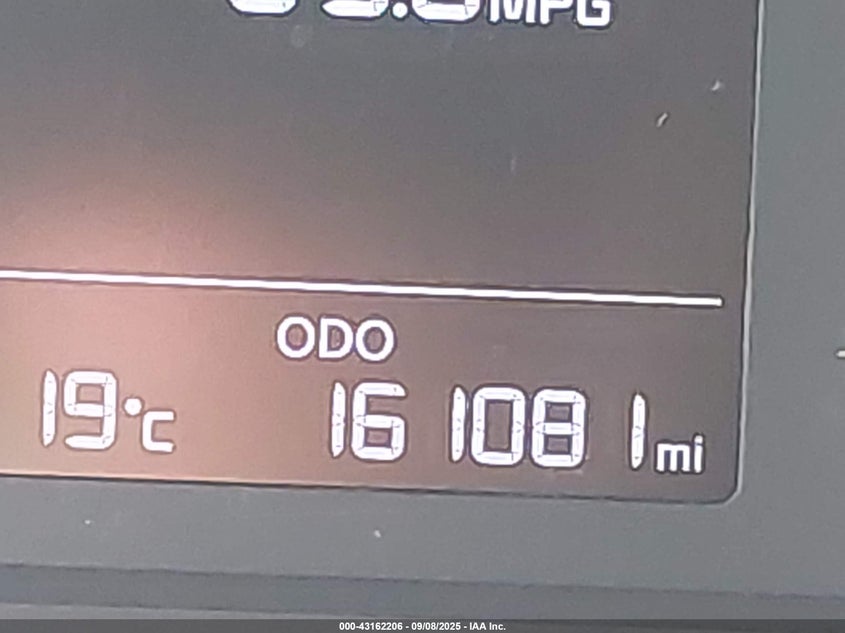 MPG
ODO
19°C 161081 mi
000-43162206 - 09/08/2025 - IAA Inc.